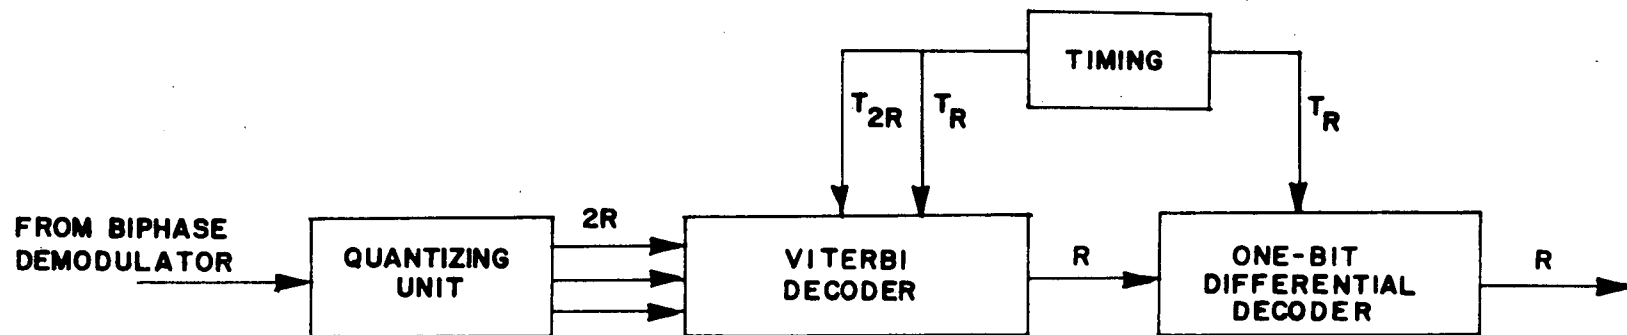 TIMING
T2R
TR
TR
FROM BIPHASE
DEMODULATOR
2R
QUANTIZING
UNIT
VITERBI
DECODER
R
ONE-BIT
DIFFERENTIAL
DECODER
R